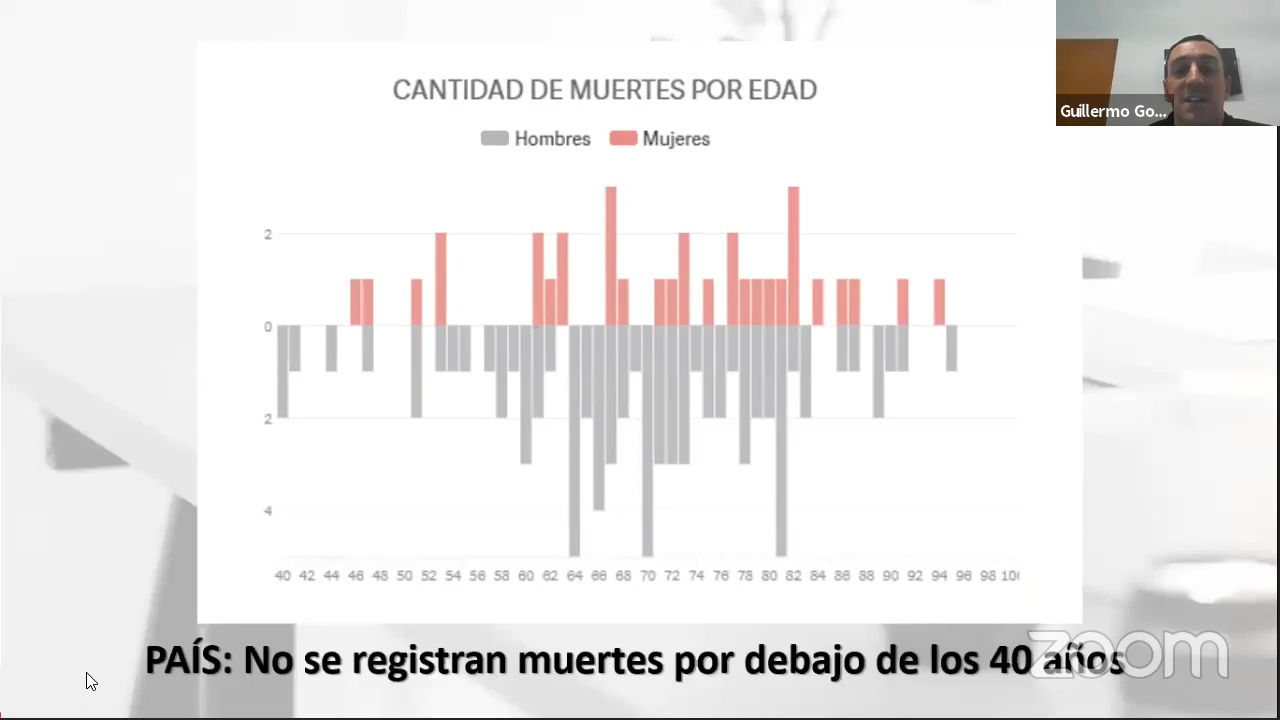 CANTIDAD DE MUERTES POR EDAD
Hombres Mujeres
2
0
2
4
40 42 44 46 48 50 52 54 56 58 60 62 64 66 68 70 72 74 76 78 80 82 84 86 88 90 92 94 96 98 100
PAÍS: No se registran muertes por debajo de los 40 años
Guillermo Go...
zoom